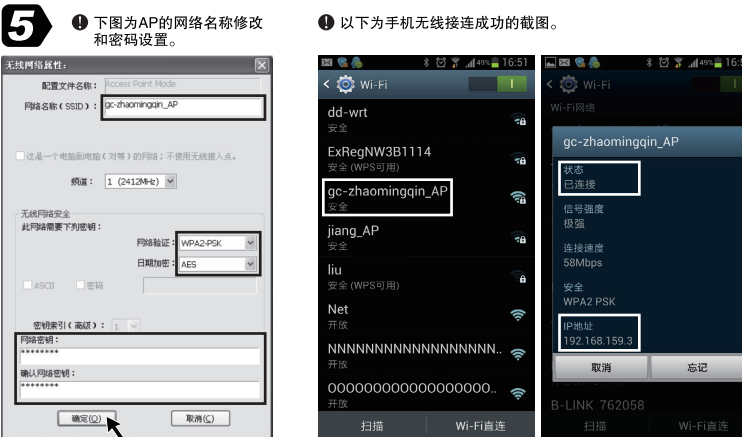 5
! 下图为AP的网络名称修改
和密码设置。
无线网络属性:
配置文件名称: Access Point Mode
网络名称(SSID): gc-zhaomingqin_AP
这是一个电脑到电脑(对等)的网络;不使用无线接入点。
频道: 1 (2412MHz)
无线网络安全
此网络需要下列密钥:
网络验证: WPA2-PSK
日期加密: AES
ASCII 密码
密钥索引(高级): 1
网络密钥:
********
确认网络密钥:
********
确定(O) 取消(C)
! 以下为手机无线接连成功的截图。
49% 16:51
Wi-Fi
dd-wrt
安全
ExRegNW3B1114
安全 (WPS可用)
gc-zhaomingqin_AP
安全
jiang_AP
安全
liu
安全 (WPS可用)
Net
开放
NNNNNNNNNNNNNNNNN..
开放
OOOOOOOOOOOOOOOOO..
开放
扫描 Wi-Fi直连
49% 16:5
Wi-Fi
Wi-Fi网络
gc-zhaomingqin_AP
状态
已连接
信号强度
极强
连接速度
58Mbps
安全
WPA2 PSK
IP地址
192.168.159.3
取消 忘记
B-LINK 762058
扫描 Wi-Fi直连